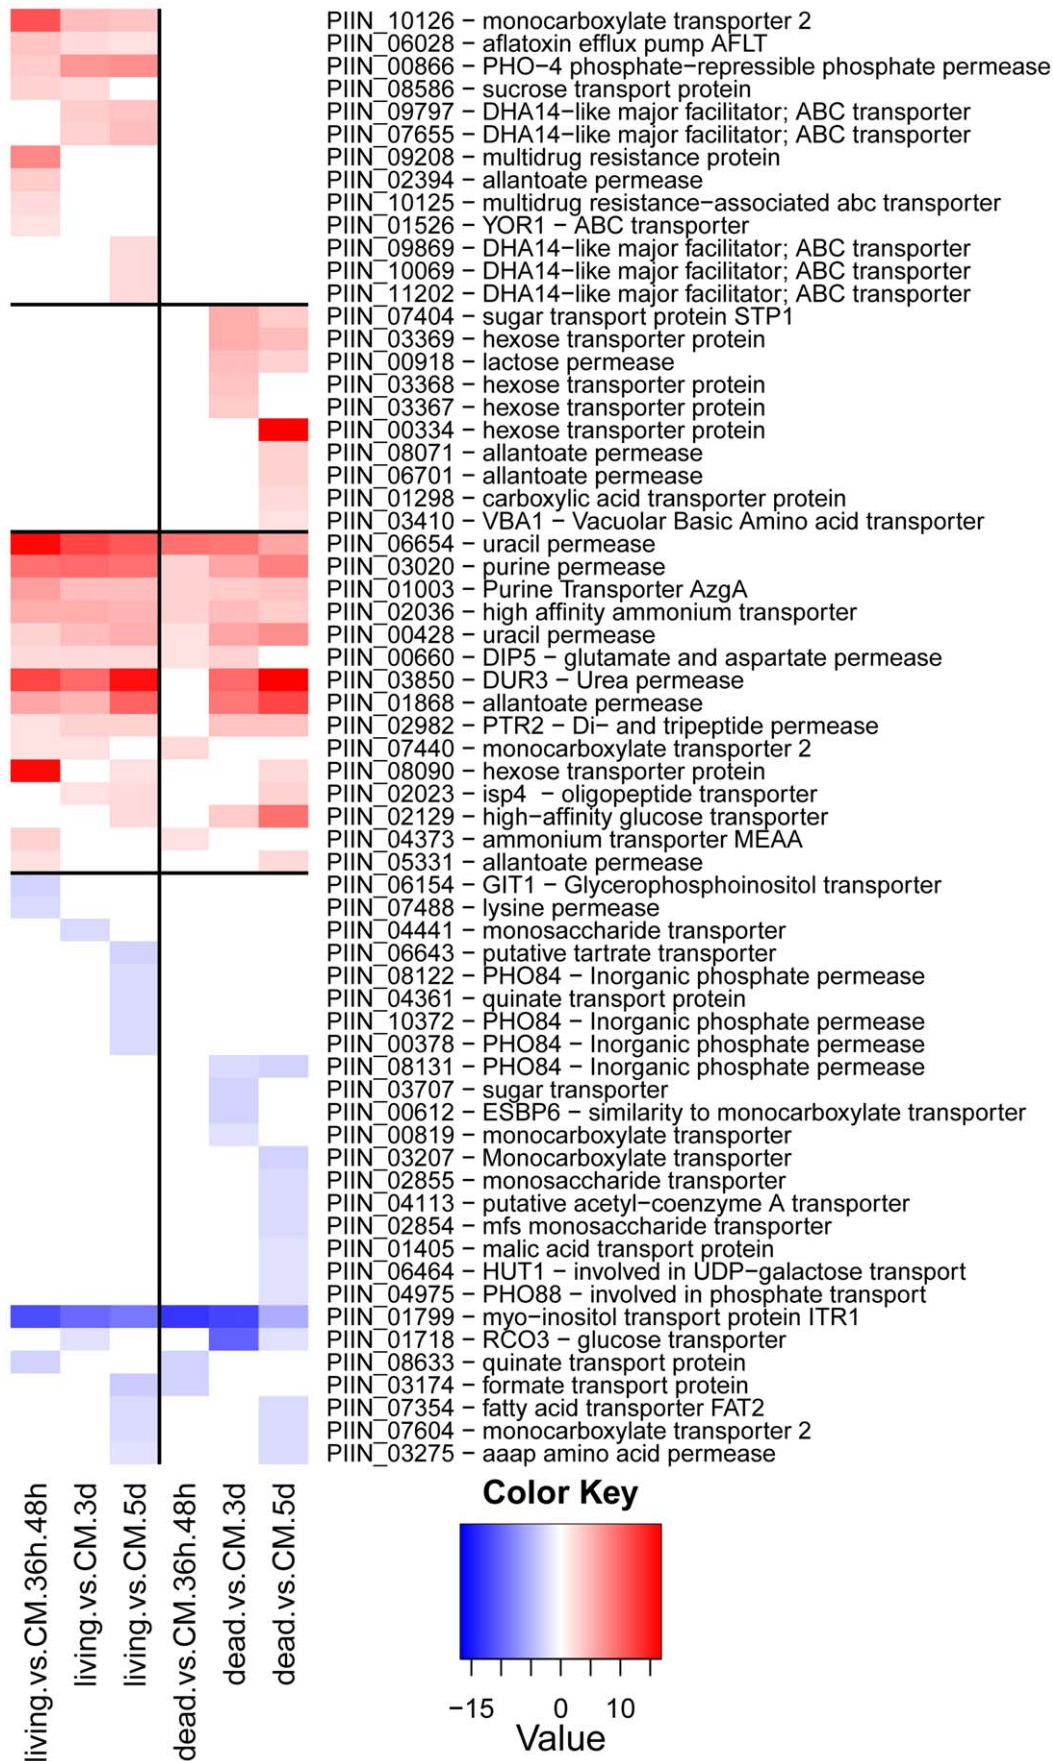 PIIN_10126 − monocarboxylate transporter 2
PIIN_06028 − aflatoxin efflux pump AFLT
PIIN_00866 − PHO−4 phosphate−repressible phosphate permease
PIIN_08586 − sucrose transport protein
PIIN_09797 − DHA14−like major facilitator; ABC transporter
PIIN_07655 − DHA14−like major facilitator; ABC transporter
PIIN_09208 − multidrug resistance protein
PIIN_02394 − allantoate permease
PIIN_10125 − multidrug resistance−associated abc transporter
PIIN_01526 − YOR1 − ABC transporter
PIIN_09869 − DHA14−like major facilitator; ABC transporter
PIIN_10069 − DHA14−like major facilitator; ABC transporter
PIIN_11202 − DHA14−like major facilitator; ABC transporter
PIIN_07404 − sugar transport protein STP1
PIIN_03369 − hexose transporter protein
PIIN_00918 − lactose permease
PIIN_03368 − hexose transporter protein
PIIN_03367 − hexose transporter protein
PIIN_00334 − hexose transporter protein
PIIN_08071 − allantoate permease
PIIN_06701 − allantoate permease
PIIN_01298 − carboxylic acid transporter protein
PIIN_03410 − VBA1 − Vacuolar Basic Amino acid transporter
PIIN_06654 − uracil permease
PIIN_03020 − purine permease
PIIN_01003 − Purine Transporter AzgA
PIIN_02036 − high affinity ammonium transporter
PIIN_00428 − uracil permease
PIIN_00660 − DIP5 − glutamate and aspartate permease
PIIN_03850 − DUR3 − Urea permease
PIIN_01868 − allantoate permease
PIIN_02982 − PTR2 − Di− and tripeptide permease
PIIN_07440 − monocarboxylate transporter 2
PIIN_08090 − hexose transporter protein
PIIN_02023 − isp4  − oligopeptide transporter
PIIN_02129 − high−affinity glucose transporter
PIIN_04373 − ammonium transporter MEAA
PIIN_05331 − allantoate permease
PIIN_06154 − GIT1 − Glycerophosphoinositol transporter
PIIN_07488 − lysine permease
PIIN_04441 − monosaccharide transporter
PIIN_06643 − putative tartrate transporter
PIIN_08122 − PHO84 − Inorganic phosphate permease
PIIN_04361 − quinate transport protein
PIIN_10372 − PHO84 − Inorganic phosphate permease
PIIN_00378 − PHO84 − Inorganic phosphate permease
PIIN_08131 − PHO84 − Inorganic phosphate permease
PIIN_03707 − sugar transporter
PIIN_00612 − ESBP6 − similarity to monocarboxylate transporter
PIIN_00819 − monocarboxylate transporter
PIIN_03207 − Monocarboxylate transporter
PIIN_02855 − monosaccharide transporter
PIIN_04113 − putative acetyl−coenzyme A transporter
PIIN_02854 − mfs monosaccharide transporter
PIIN_01405 − malic acid transport protein
PIIN_06464 − HUT1 − involved in UDP−galactose transport
PIIN_04975 − PHO88 − involved in phosphate transport
PIIN_01799 − myo−inositol transport protein ITR1
PIIN_01718 − RCO3 − glucose transporter
PIIN_08633 − quinate transport protein
PIIN_03174 − formate transport protein
PIIN_07354 − fatty acid transporter FAT2
PIIN_07604 − monocarboxylate transporter 2
PIIN_03275 − aaap amino acid permease
living.vs.CM.36h.48h
living.vs.CM.3d
living.vs.CM.5d
dead.vs.CM.36h.48h
dead.vs.CM.3d
dead.vs.CM.5d
Color Key
−15 0 10
Value